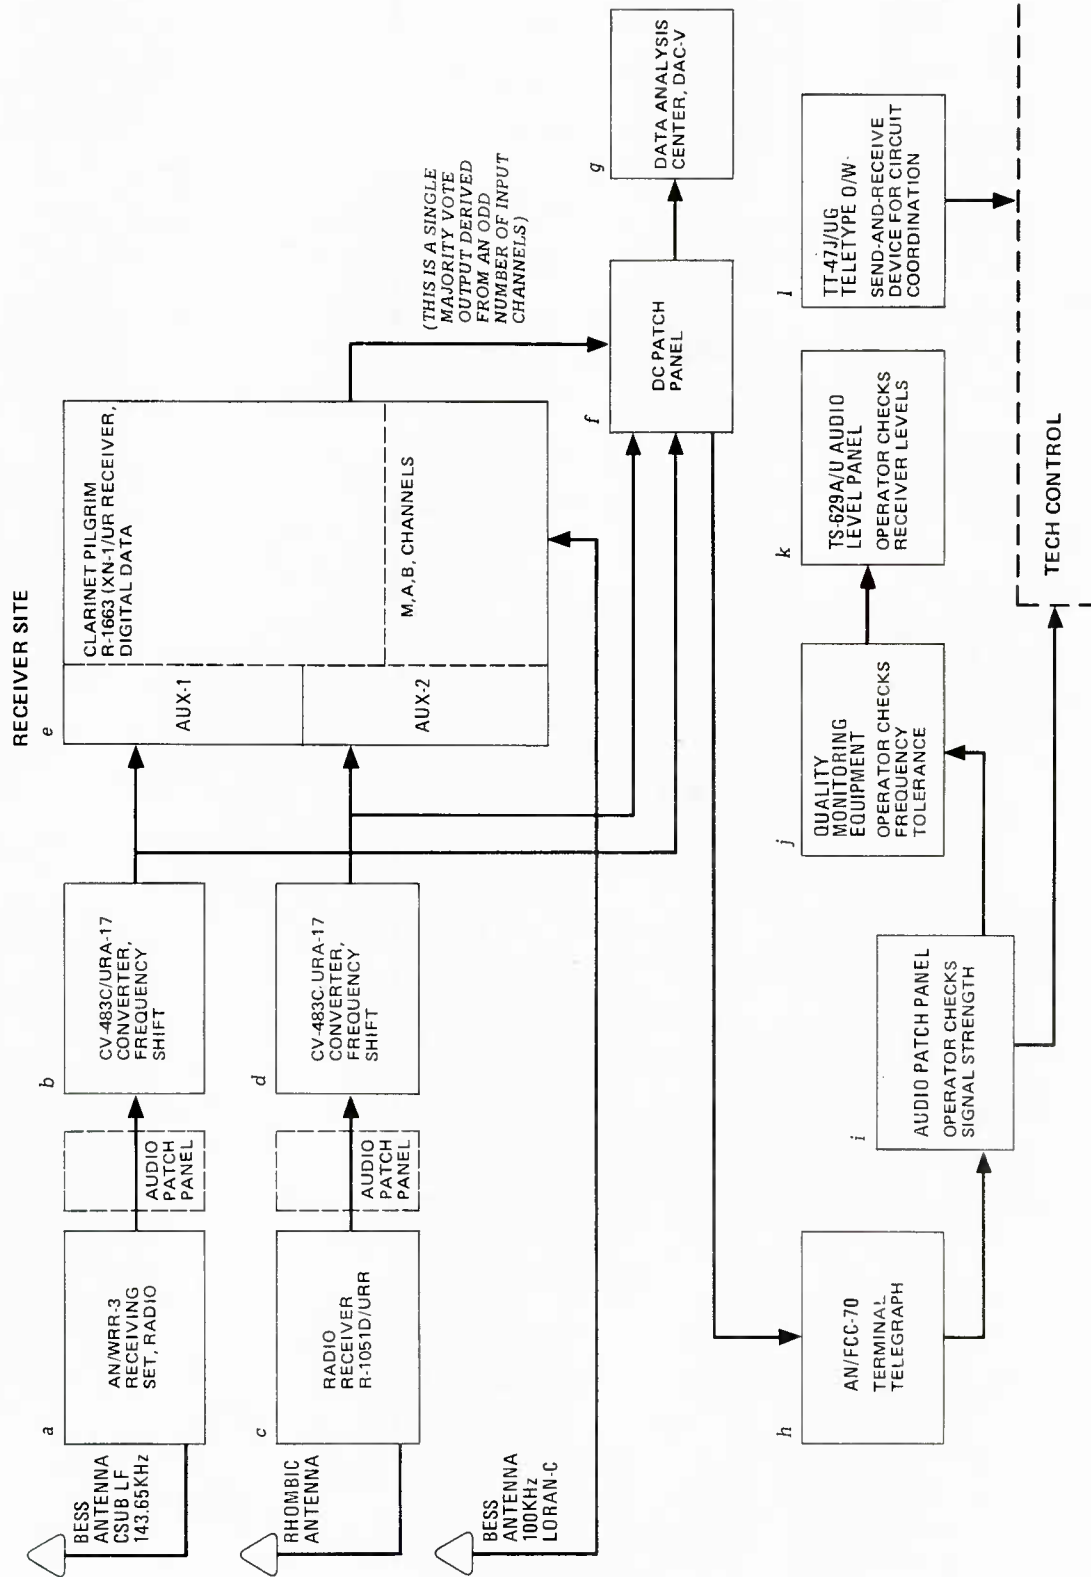 RECEIVER SITE
BESS
ANTENNA
CSUB LF
143.65KHz
a
AN/WRR-3
RECEIVING
SET, RADIO
AUDIO
PATCH
PANEL
b
CV-483C/URA-17
CONVERTER,
FREQUENCY
SHIFT
RHOMBIC
ANTENNA
c
RADIO
RECEIVER
R-1051D/URR
AUDIO
PATCH
PANEL
d
CV-483C/URA-17
CONVERTER,
FREQUENCY
SHIFT
BESS
ANTENNA
100KHz
LORAN-C
e
AUX-1
AUX-2
CLARINET PILGRIM
R-1663 (XN-1/UR RECEIVER,
DIGITAL DATA
M,A,B, CHANNELS
(THIS IS A SINGLE
MAJORITY VOTE
OUTPUT DERIVED
FROM AN ODD
NUMBER OF INPUT
CHANNELS)
f
DC PATCH
PANEL
g
DATA ANALYSIS
CENTER, DAC-V
h
AN/FCC-70
TERMINAL
TELEGRAPH
i
AUDIO PATCH PANEL
OPERATOR CHECKS
SIGNAL STRENGTH
j
QUALITY
MONITORING
EQUIPMENT
OPERATOR CHECKS
FREQUENCY
TOLERANCE
k
TS-629A/U AUDIO
LEVEL PANEL
OPERATOR CHECKS
RECEIVER LEVELS
l
TT-47J/UG
TELETYPE O/W-
SEND-AND-RECEIVE
DEVICE FOR CIRCUIT
COORDINATION
TECH CONTROL